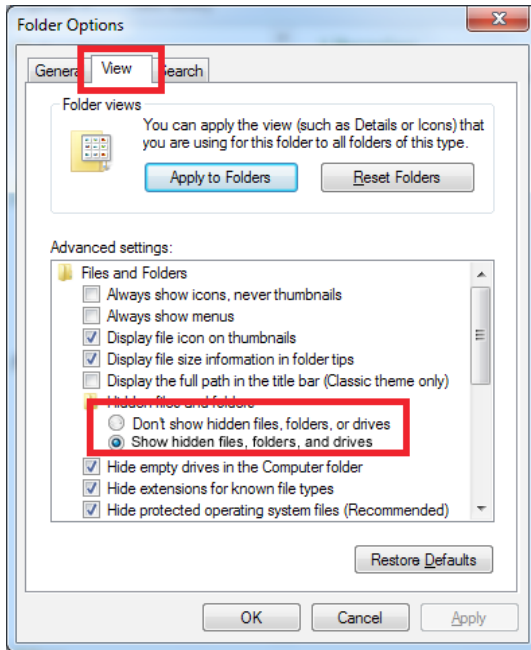 Folder Options
General View Search
Folder views
You can apply the view (such as Details or Icons) that
you are using for this folder to all folders of this type.
Apply to Folders Reset Folders
Advanced settings:
Files and Folders
Always show icons, never thumbnails
Always show menus
Display file icon on thumbnails
Display file size information in folder tips
Display the full path in the title bar (Classic theme only)
Hidden files and folders
Don't show hidden files, folders, or drives
Show hidden files, folders, and drives
Hide empty drives in the Computer folder
Hide extensions for known file types
Hide protected operating system files (Recommended)
Restore Defaults
OK Cancel Apply